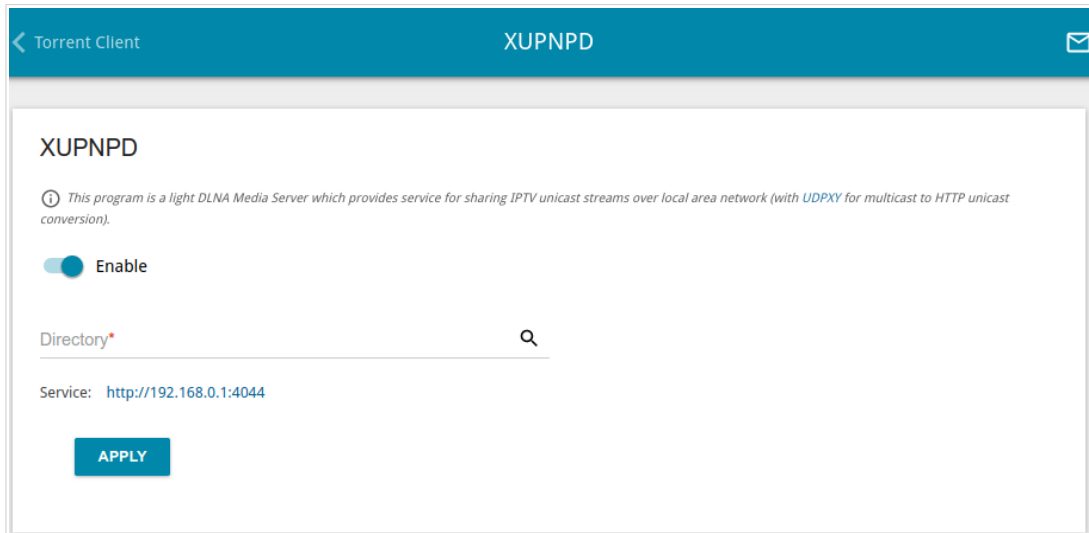 Torrent Client
XUPNPD
XUPNPD
This program is a light DLNA Media Server which provides service for sharing IPTV unicast streams over local area network (with UDPXY for multicast to HTTP unicast
conversion).
Enable
Directory*
Service: http://192.168.0.1:4044
APPLY